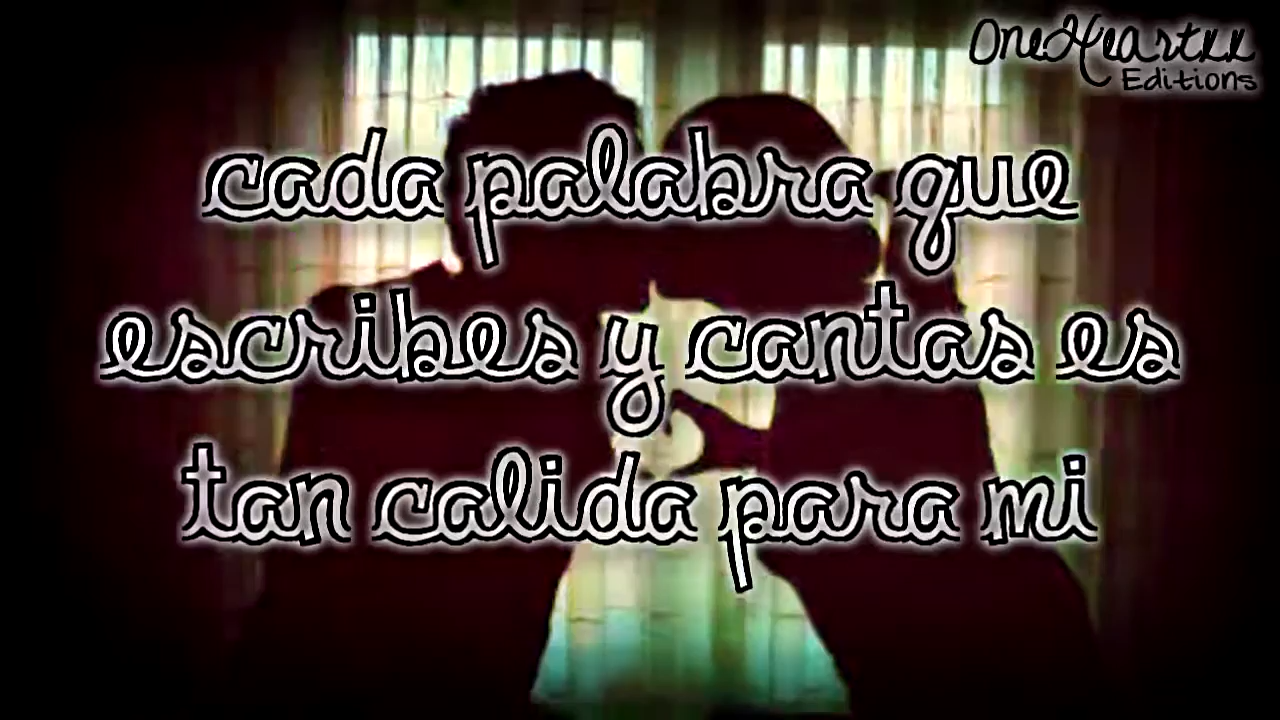 OneHeartxx
Editions
cada palabra que
escribes y cantas es
tan calida para mi